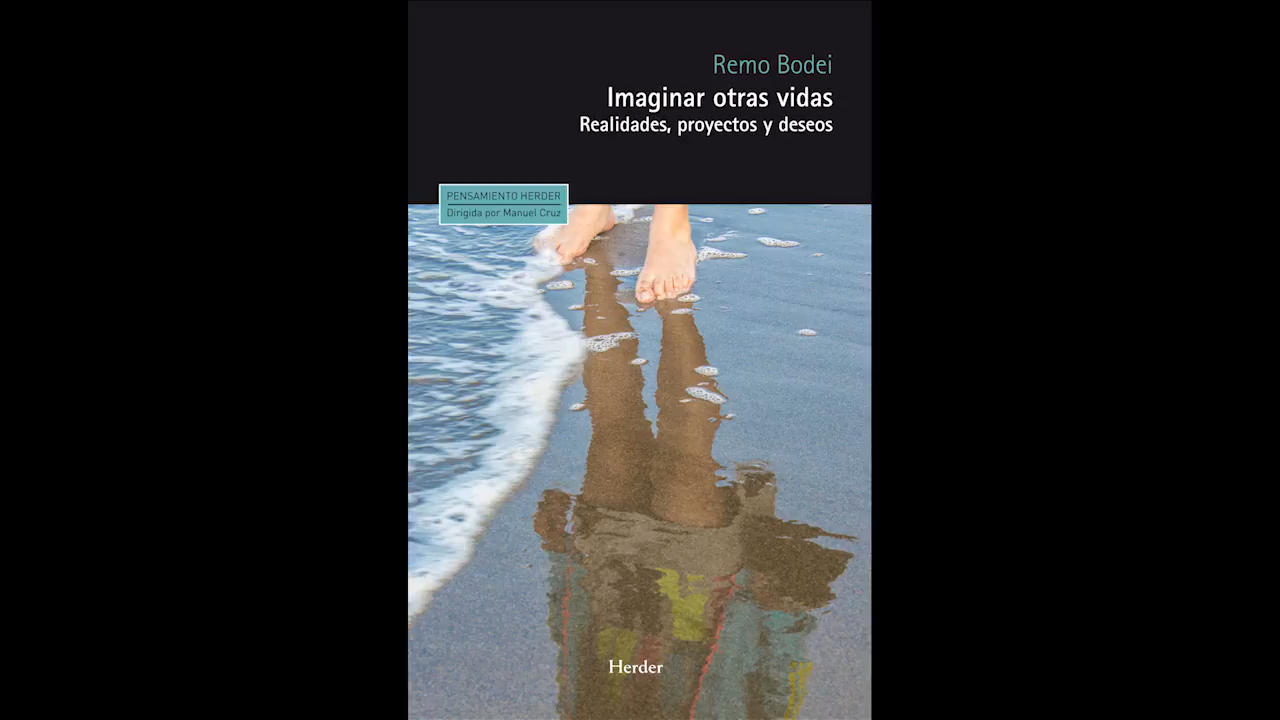 Remo Bodei
Imaginar otras vidas
Realidades, proyectos y deseos
PENSAMIENTO HERDER
Dirigida por Manuel Cruz
Herder